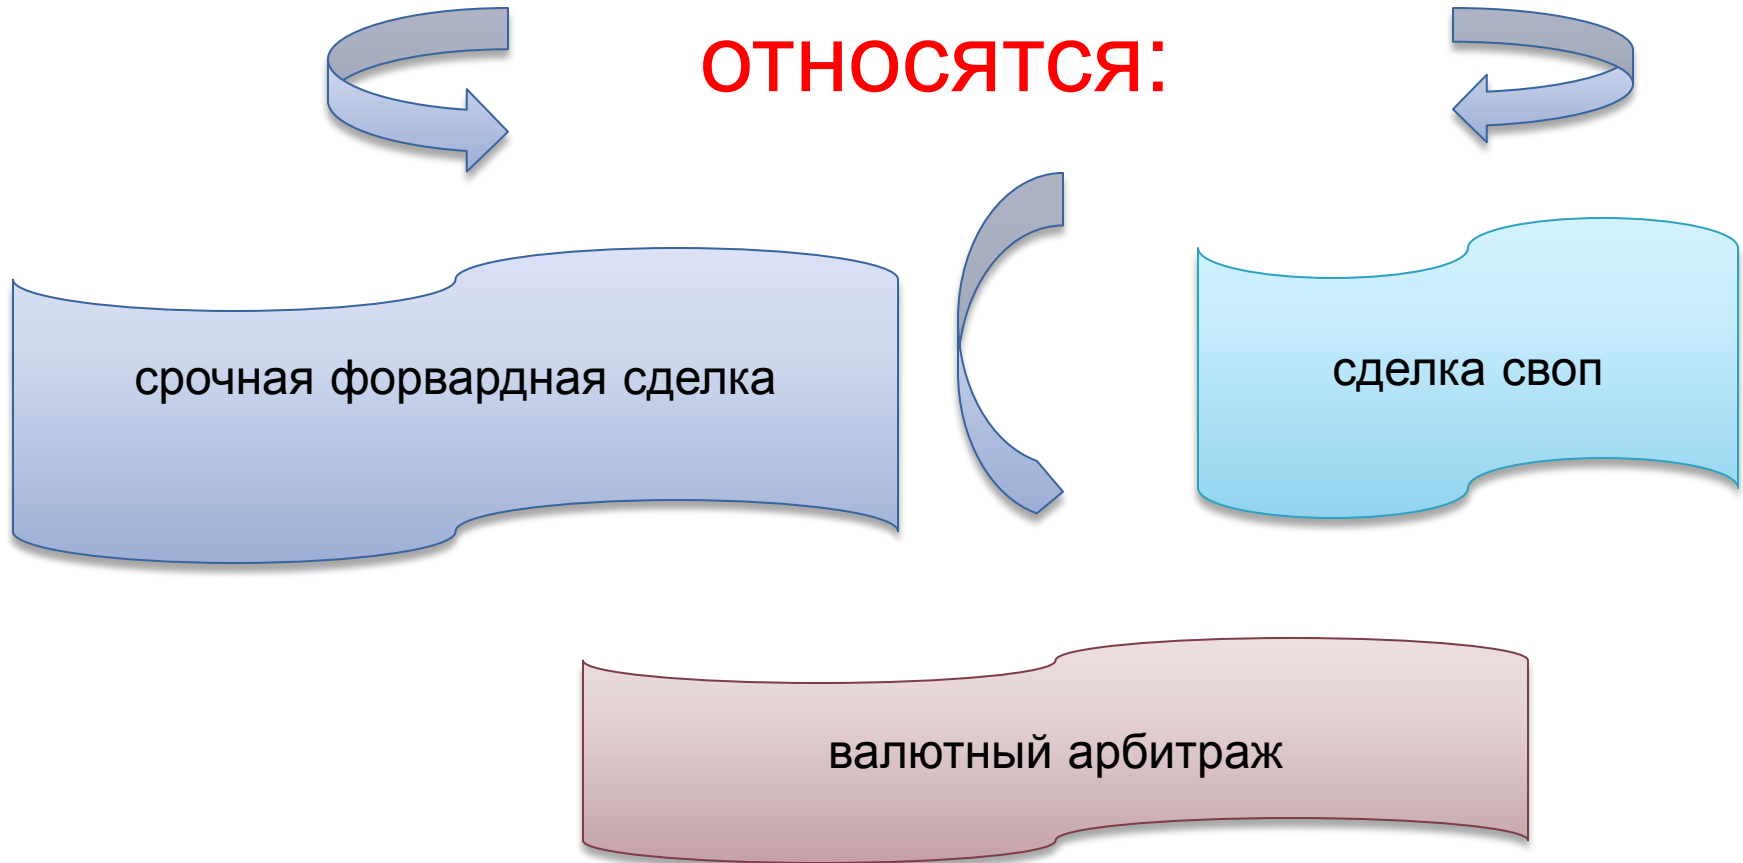 относятся:
срочная форвардная сделка
сделка своп
валютный арбитраж